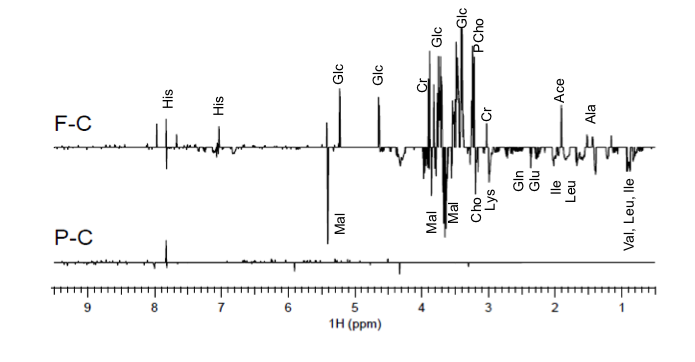 Glc
P Cho
Glc
Cr
Glc
Glc
Ace
Cr
Ala
His
His
F-C
Mal
Mal
Mal
Cho
Lys
Gln
Glu
Ile
Leu
Val, Leu, Ile
P-C
9 8 7 6 5 4 3 2 1
1H (ppm)